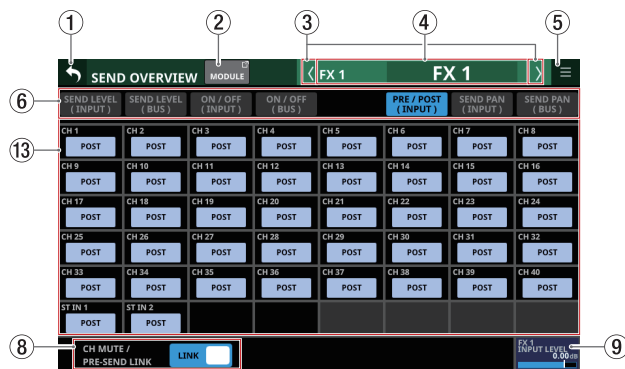 ① ② ③ ④ ⑤
SEND OVERVIEW MODULE FX 1 FX 1
⑥
SEND LEVEL (INPUT) SEND LEVEL (BUS) ON / OFF (INPUT) ON / OFF (BUS) PRE / POST (INPUT) SEND PAN (INPUT) SEND PAN (BUS)
⑬
CH 1 CH 2 CH 3 CH 4 CH 5 CH 6 CH 7 CH 8
POST POST POST POST POST POST POST POST
CH 9 CH 10 CH 11 CH 12 CH 13 CH 14 CH 15 CH 16
POST POST POST POST POST POST POST POST
CH 17 CH 18 CH 19 CH 20 CH 21 CH 22 CH 23 CH 24
POST POST POST POST POST POST POST POST
CH 25 CH 26 CH 27 CH 28 CH 29 CH 30 CH 31 CH 32
POST POST POST POST POST POST POST POST
CH 33 CH 34 CH 35 CH 36 CH 37 CH 38 CH 39 CH 40
POST POST POST POST POST POST POST POST
ST IN 1 ST IN 2
POST POST
⑧
CH MUTE /
PRE-SEND LINK
LINK
FX 1
INPUT LEVEL
0.00 dB
⑨